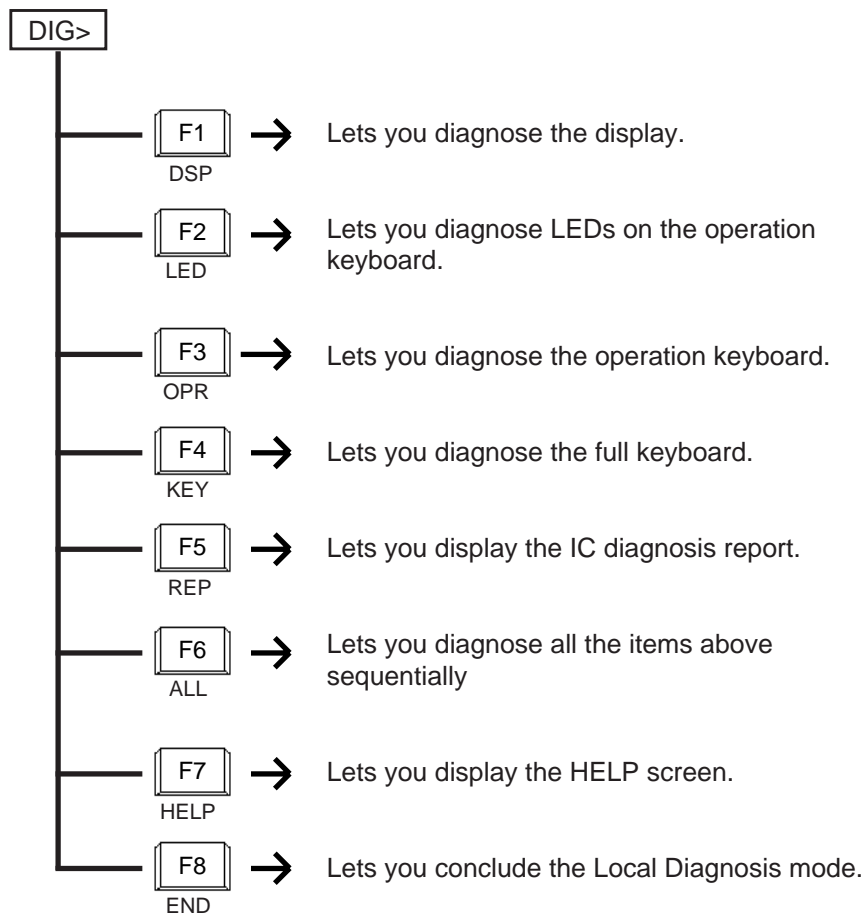 DIG>
F1
DSP
Lets you diagnose the display.
F2
LED
Lets you diagnose LEDs on the operation
keyboard.
F3
OPR
Lets you diagnose the operation keyboard.
F4
KEY
Lets you diagnose the full keyboard.
F5
REP
Lets you display the IC diagnosis report.
F6
ALL
Lets you diagnose all the items above
sequentially
F7
HELP
Lets you display the HELP screen.
F8
END
Lets you conclude the Local Diagnosis mode.